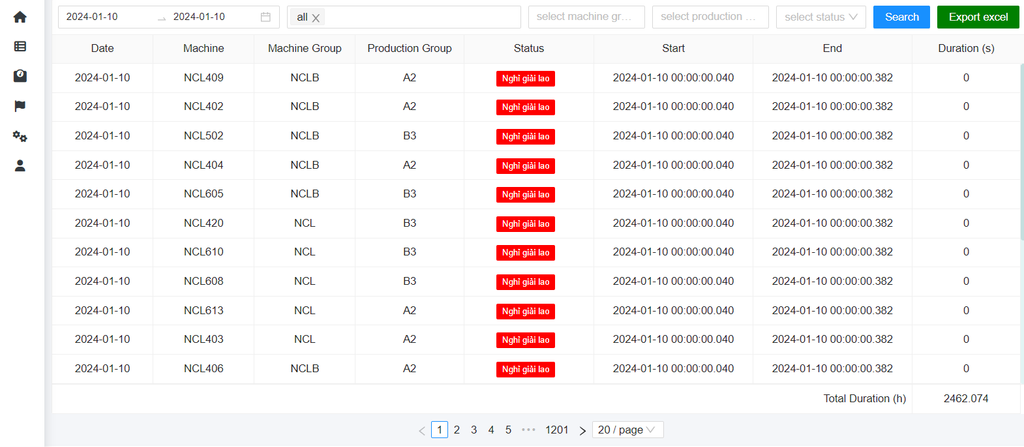 2024-01-10 → 2024-01-10 all × select machine gr... select production ... select status Search Export excel
Date Machine Machine Group Production Group Status Start End Duration (s)
2024-01-10 NCL409 NCLB A2 Nghỉ giải lao 2024-01-10 00:00:00.040 2024-01-10 00:00:00.382 0
2024-01-10 NCL402 NCLB A2 Nghỉ giải lao 2024-01-10 00:00:00.040 2024-01-10 00:00:00.382 0
2024-01-10 NCL502 NCLB B3 Nghỉ giải lao 2024-01-10 00:00:00.040 2024-01-10 00:00:00.382 0
2024-01-10 NCL404 NCLB A2 Nghỉ giải lao 2024-01-10 00:00:00.040 2024-01-10 00:00:00.382 0
2024-01-10 NCL605 NCLB B3 Nghỉ giải lao 2024-01-10 00:00:00.040 2024-01-10 00:00:00.382 0
2024-01-10 NCL420 NCL B3 Nghỉ giải lao 2024-01-10 00:00:00.040 2024-01-10 00:00:00.382 0
2024-01-10 NCL610 NCL B3 Nghỉ giải lao 2024-01-10 00:00:00.040 2024-01-10 00:00:00.382 0
2024-01-10 NCL608 NCL B3 Nghỉ giải lao 2024-01-10 00:00:00.040 2024-01-10 00:00:00.382 0
2024-01-10 NCL613 NCL A2 Nghỉ giải lao 2024-01-10 00:00:00.040 2024-01-10 00:00:00.382 0
2024-01-10 NCL403 NCL A2 Nghỉ giải lao 2024-01-10 00:00:00.040 2024-01-10 00:00:00.382 0
2024-01-10 NCL406 NCLB A2 Nghỉ giải lao 2024-01-10 00:00:00.040 2024-01-10 00:00:00.382 0
Total Duration (h) 2462.074
< 1 2 3 4 5 ••• 1201 > 20 / page